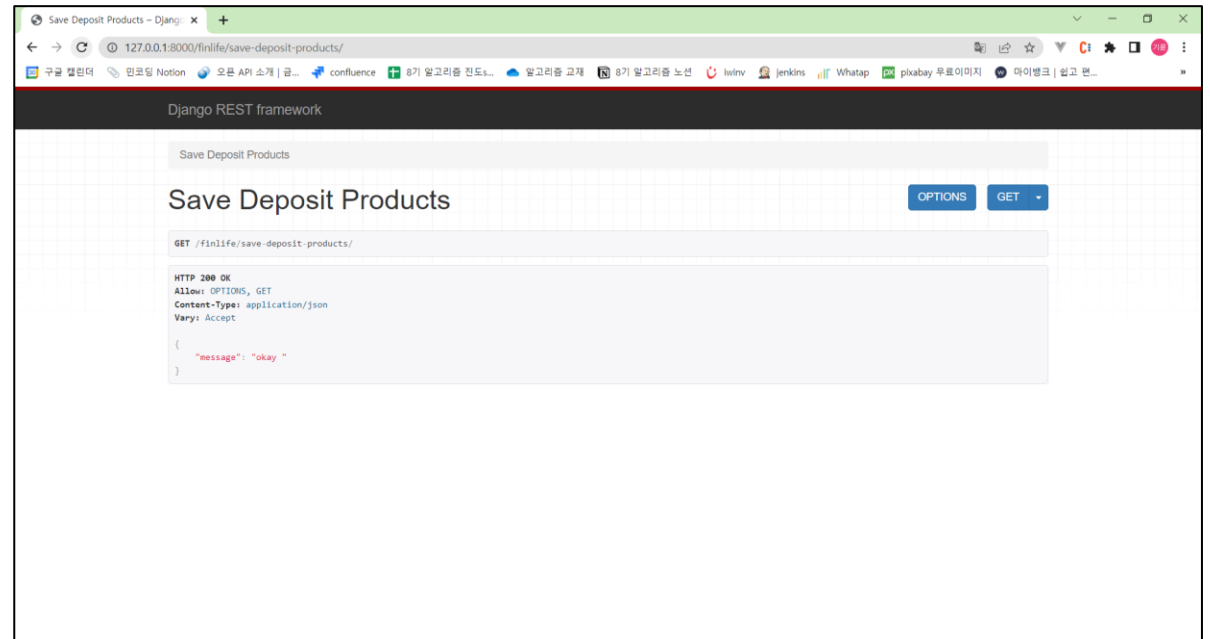 Save Deposit Products – Djang
127.0.0.1:8000/finlife/save-deposit-products/
구글 캘린더 민코딩 Notion 오픈 API 소개 | 금... confluence 8기 알고리즘 진도s... 알고리즘 교재 8기 알고리즘 노션 iwinv Jenkins Whatap pixabay 무료이미지 마이뱅크 | 쉽고 편... »
Django REST framework
Save Deposit Products
Save Deposit Products
OPTIONS GET
GET /finlife/save-deposit-products/
HTTP 200 OK
Allow: OPTIONS, GET
Content-Type: application/json
Vary: Accept
{
"message": "okay "
}